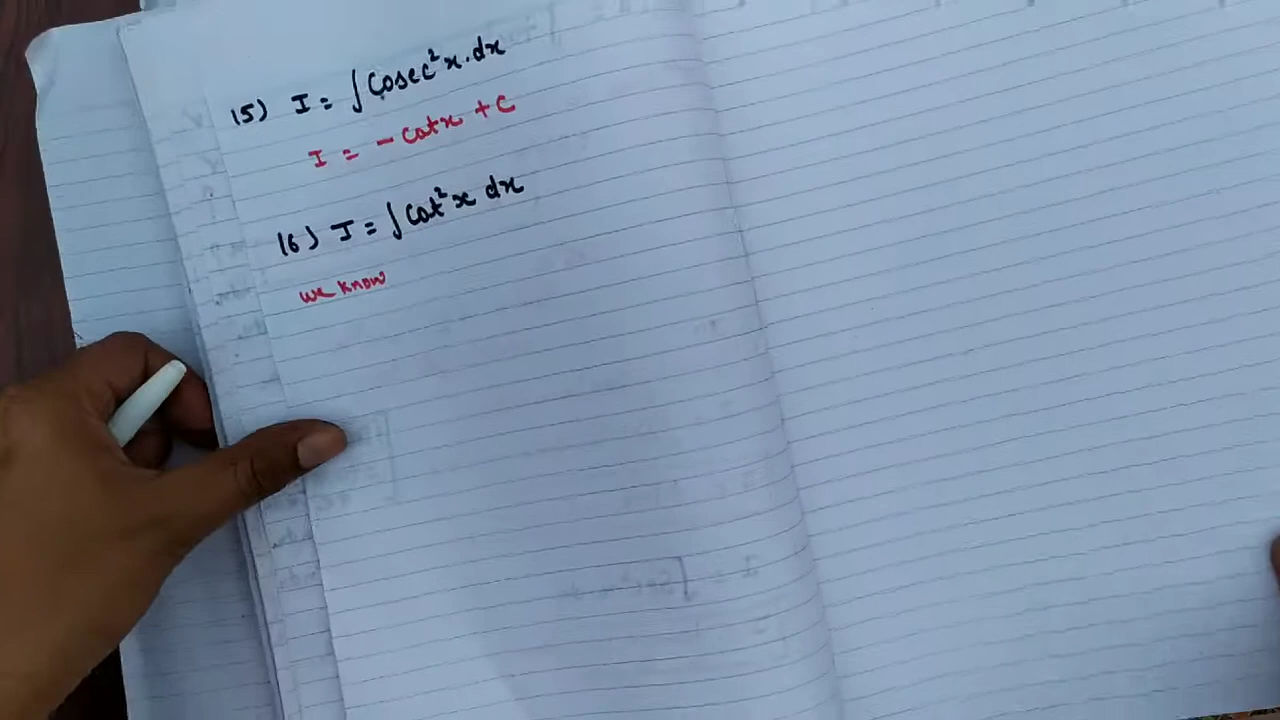 15) I = ∫Cosec²x.dx
I = -Cotx + C
16) I = ∫Cot²x dx
We know